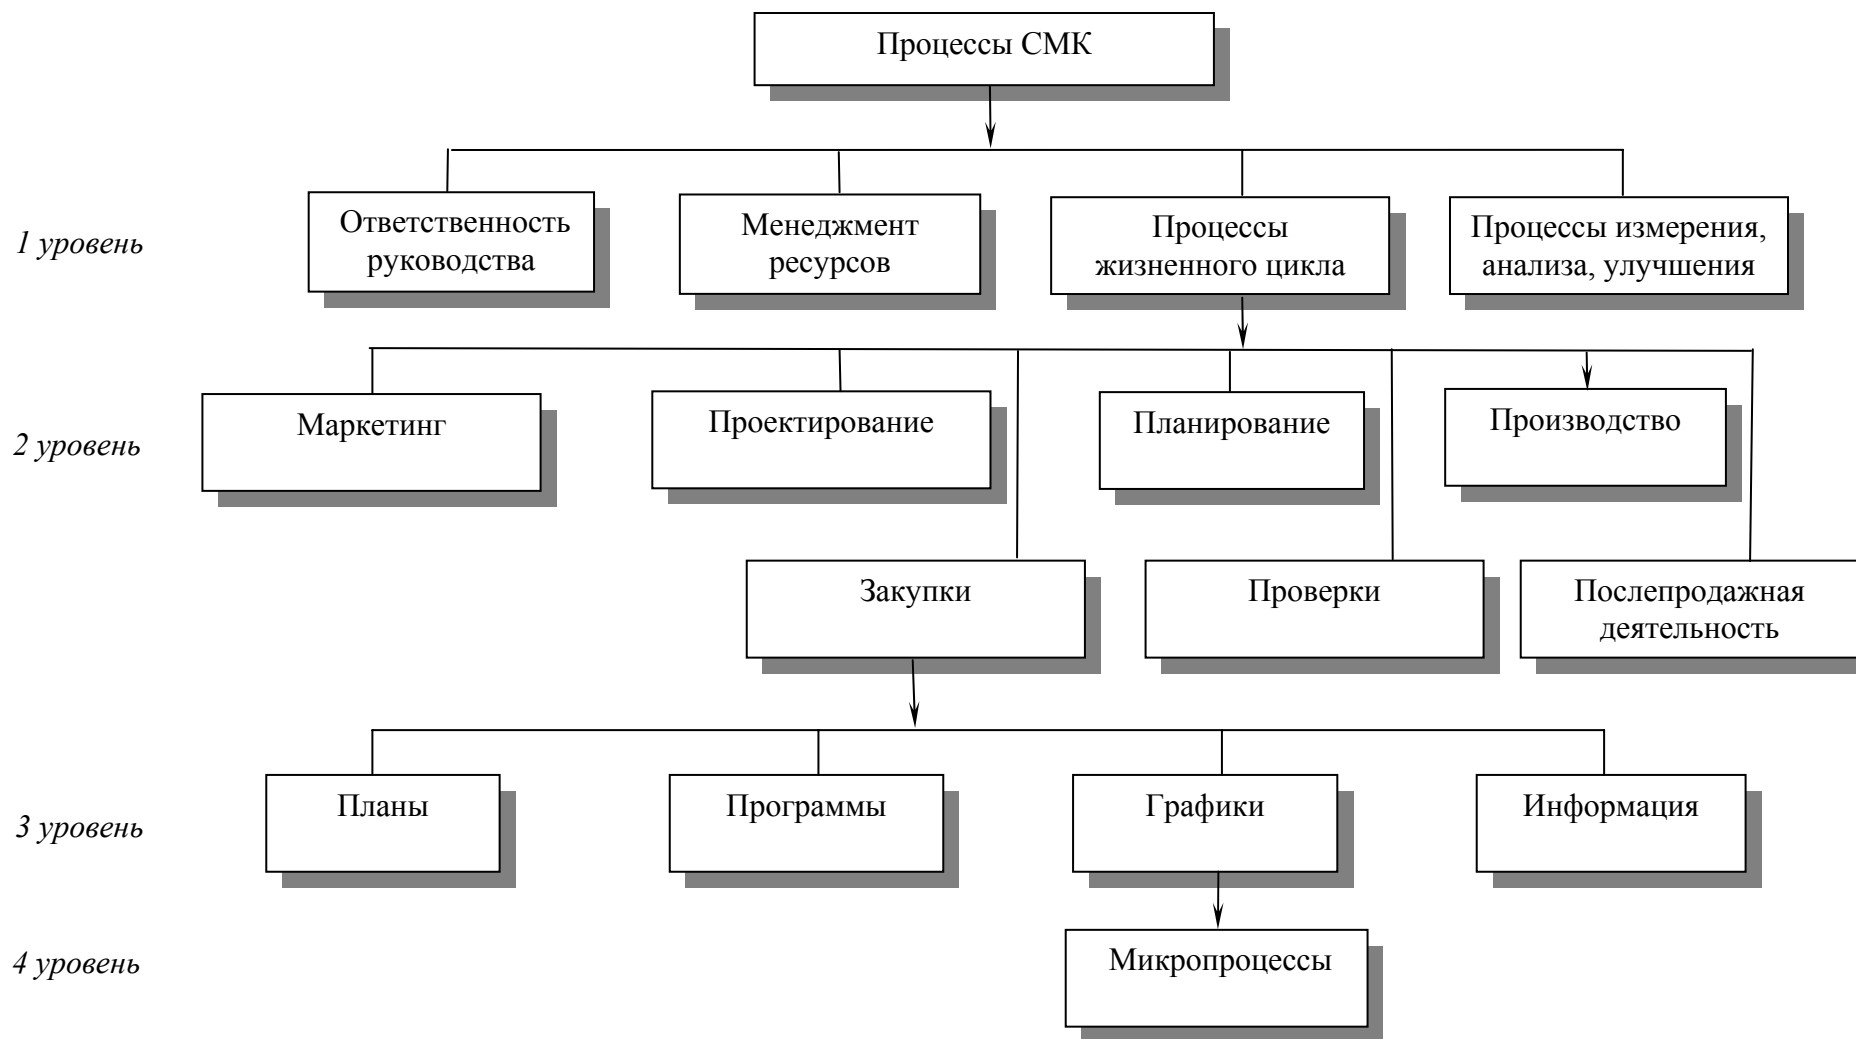 Процессы СМК
1 уровень
Ответственность
руководства
Менеджмент
ресурсов
Процессы
жизненного цикла
Процессы измерения,
анализа, улучшения
2 уровень
Маркетинг
Проектирование
Планирование
Производство
Закупки
Проверки
Послепродажная
деятельность
3 уровень
Планы
Программы
Графики
Информация
4 уровень
Микропроцессы